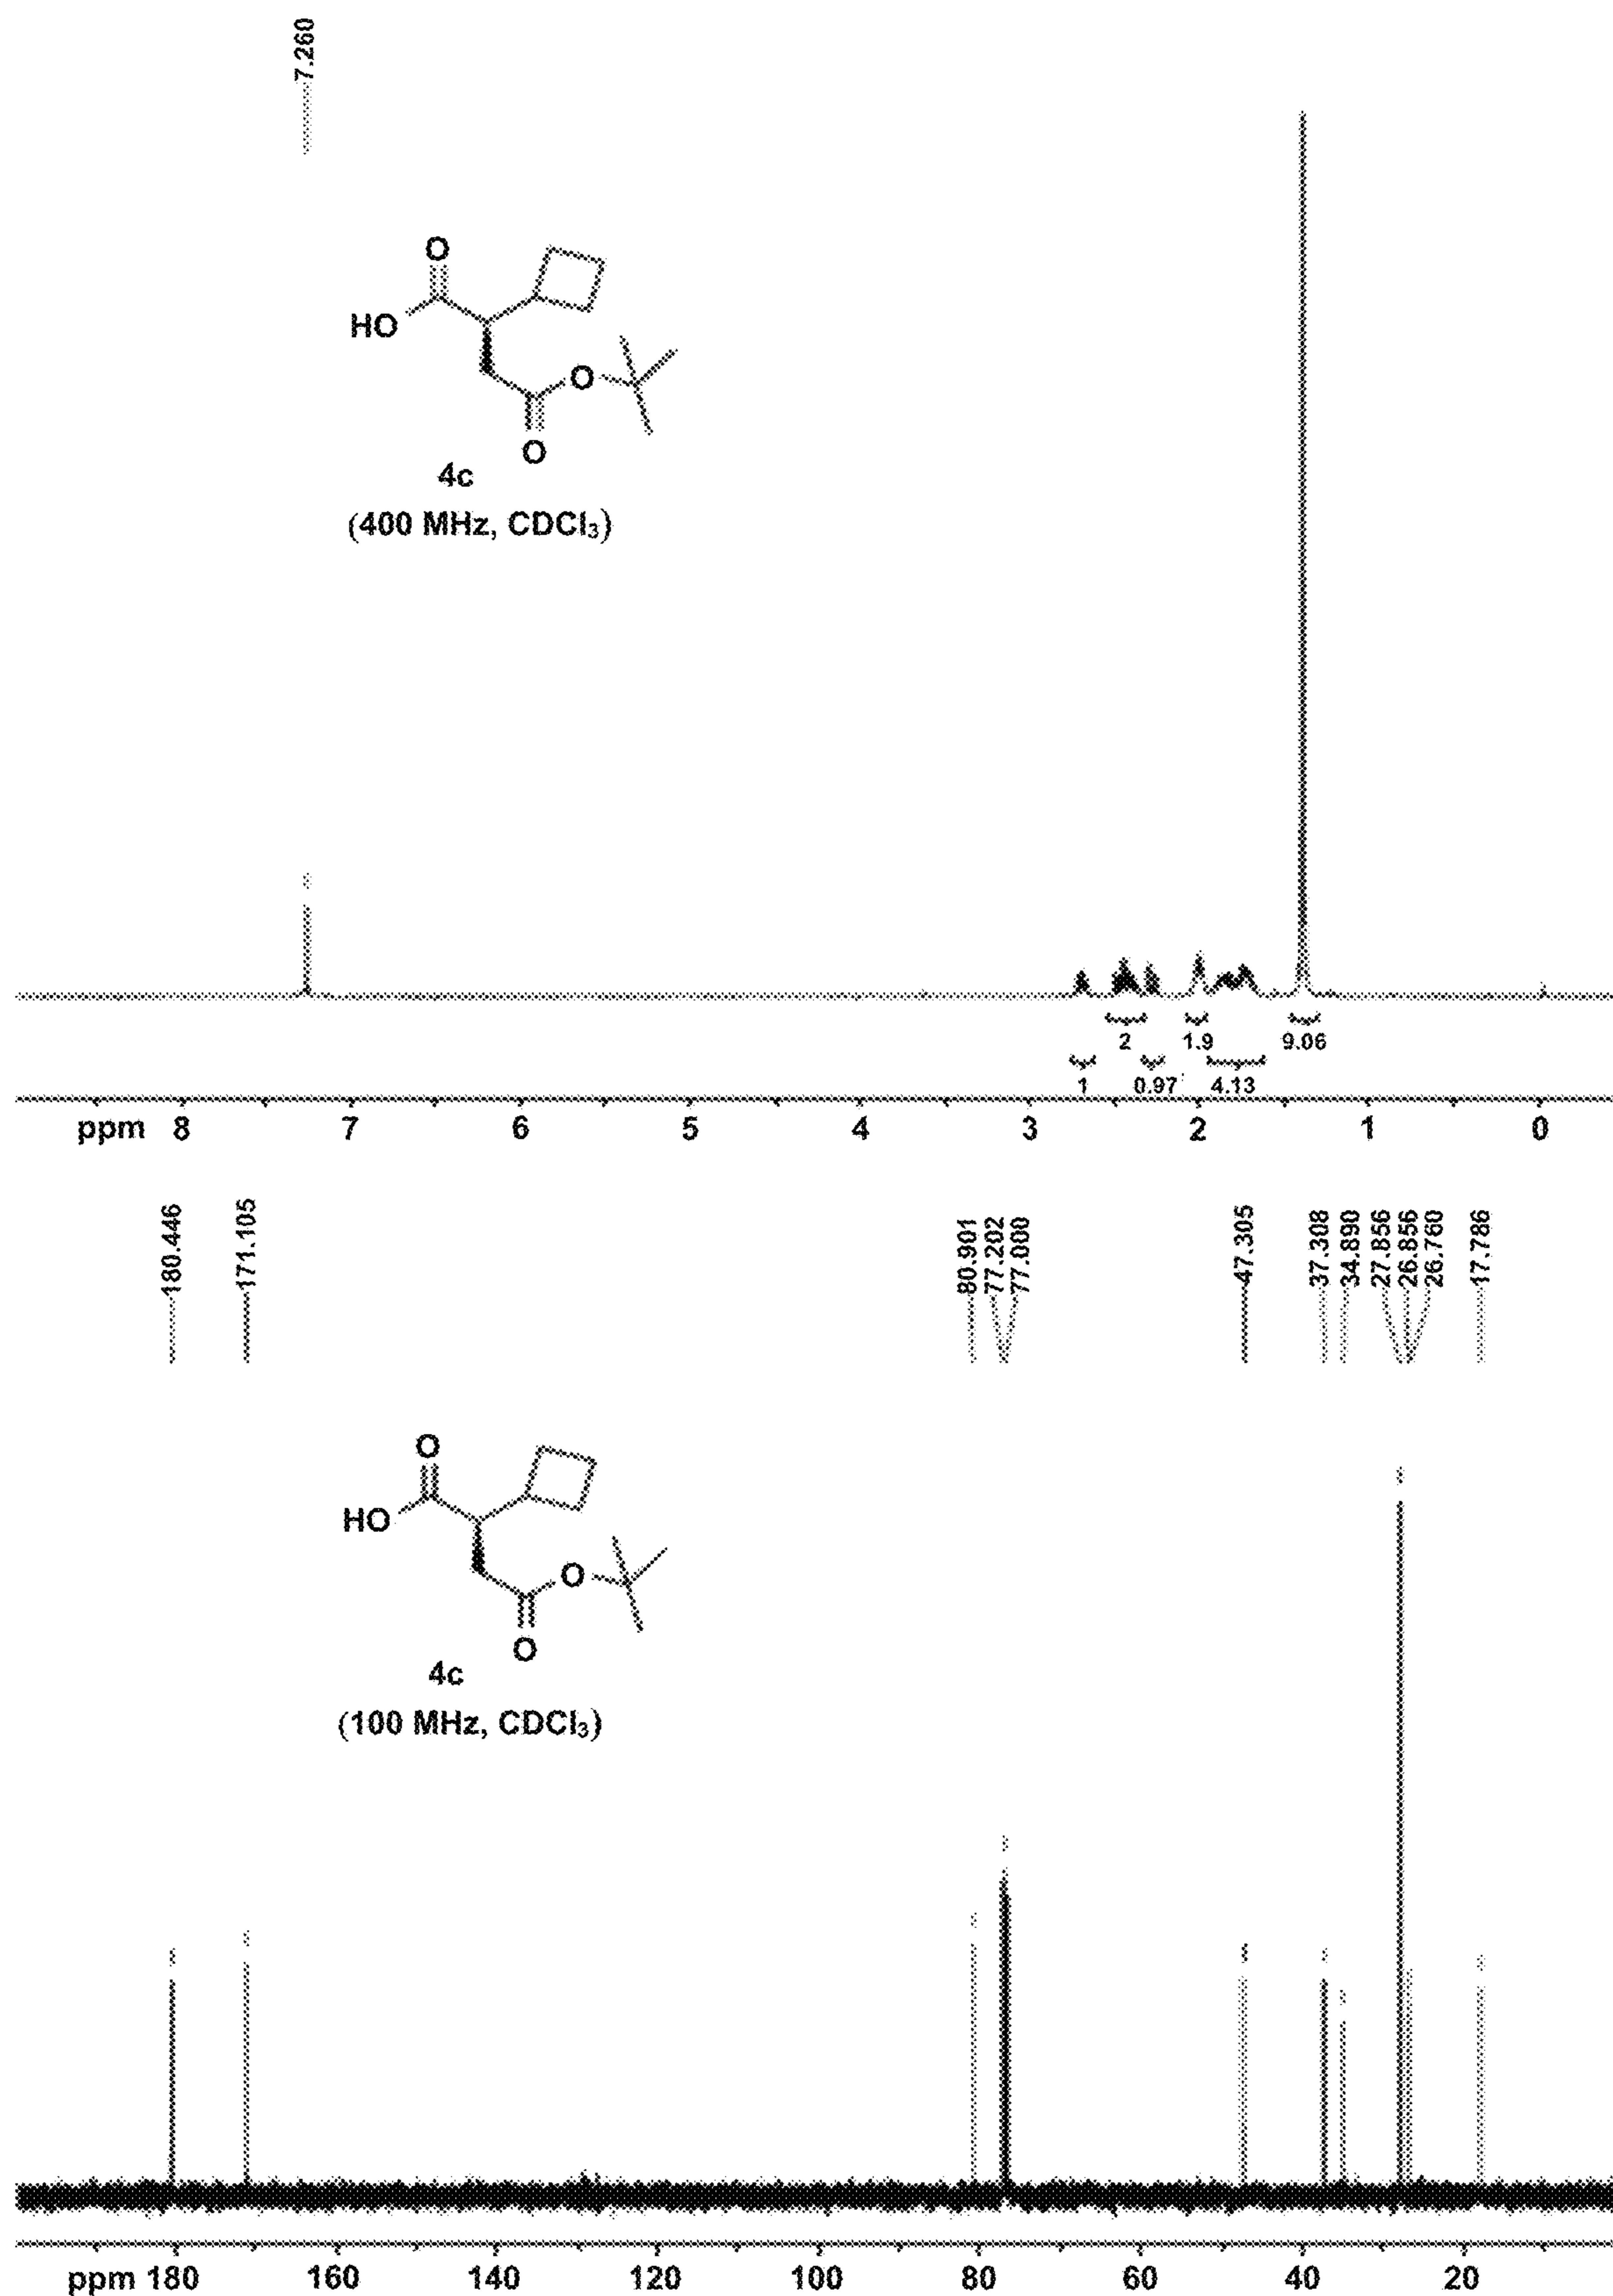 7.260
O
HO
O
O
4c
(400 MHz, CDCl₃)
2 1.9 9.06
1 0.97 4.13
ppm 8 7 6 5 4 3 2 1 0
180.446 171.105 80.901 77.202 77.000 47.305 37.308 34.890 27.856 26.856 26.760 17.786
O
HO
O
O
4c
(100 MHz, CDCl₃)
ppm 180 160 140 120 100 80 60 40 20